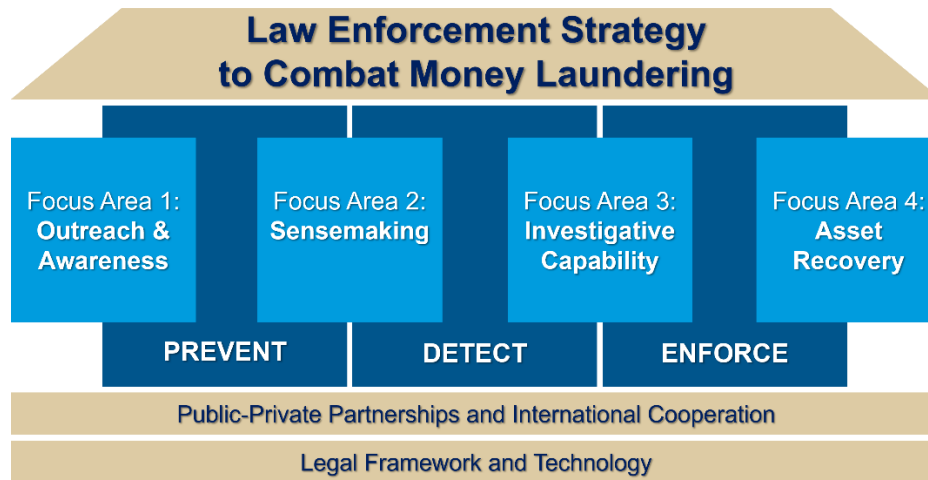 Law Enforcement Strategy
to Combat Money Laundering
Focus Area 1:
Outreach &
Awareness
Focus Area 2:
Sensemaking
Focus Area 3:
Investigative
Capability
Focus Area 4:
Asset
Recovery
PREVENT
DETECT
ENFORCE
Public-Private Partnerships and International Cooperation
Legal Framework and Technology